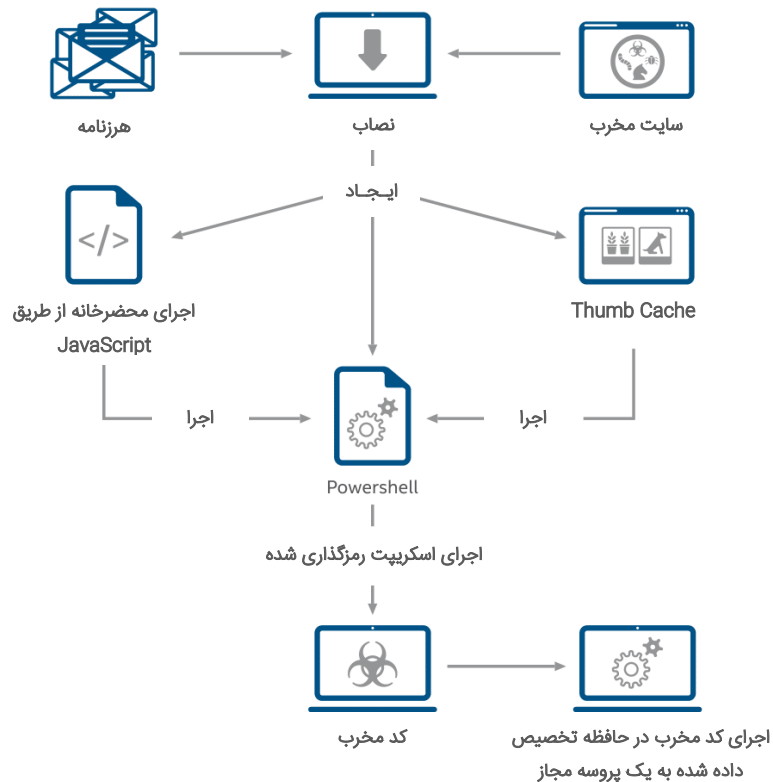 هرزنامه
نصاب
سایت مخرب
ایـجـاد
</>
اجرای محضرخانه از طریق
JavaScript
Thumb Cache
اجرا
اجرا
Powershell
اجرای اسکریپت رمزگذاری شده
کد مخرب
اجرای کد مخرب در حافظه تخصیص
داده شده به یک پروسه مجاز